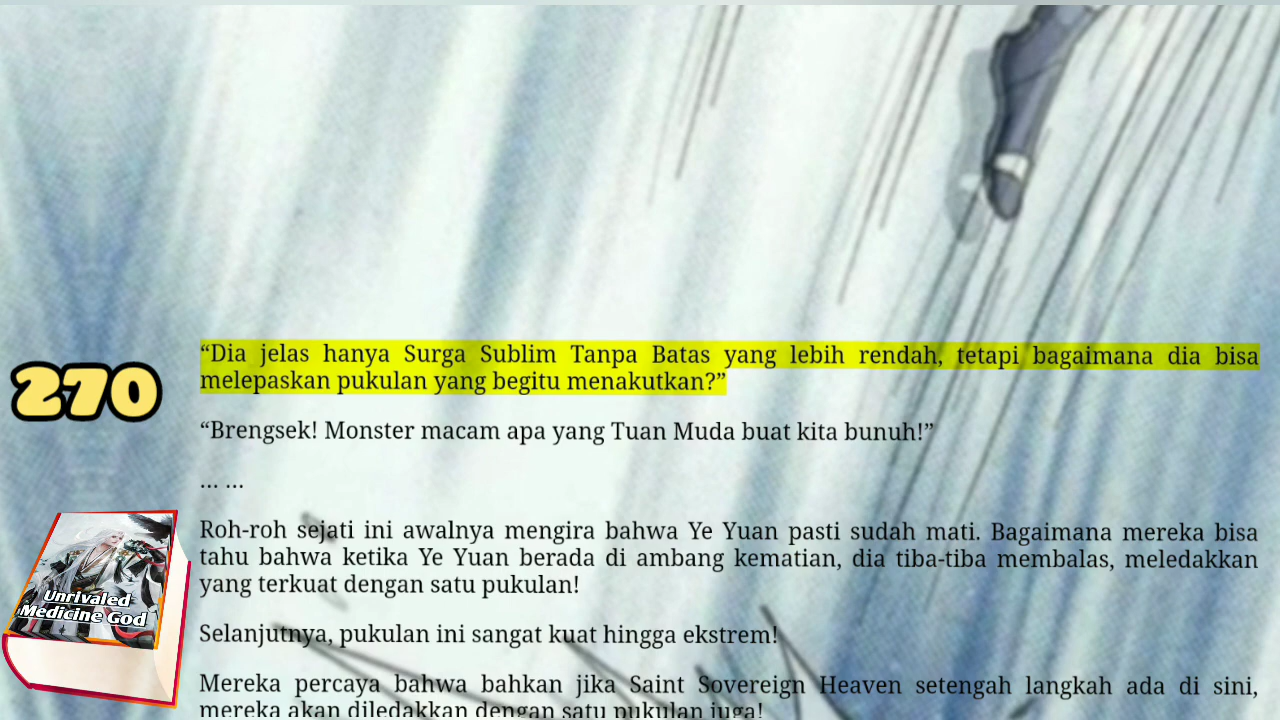 “Dia jelas hanya Surga Sublim Tanpa Batas yang lebih rendah, tetapi bagaimana dia bisa
melepaskan pukulan yang begitu menakutkan?”
270
“Brengsek! Monster macam apa yang Tuan Muda buat kita bunuh!”
... ...
Roh-roh sejati ini awalnya mengira bahwa Ye Yuan pasti sudah mati. Bagaimana mereka bisa
tahu bahwa ketika Ye Yuan berada di ambang kematian, dia tiba-tiba membalas, meledakkan
yang terkuat dengan satu pukulan!
Unrivaled
Medicine God
Selanjutnya, pukulan ini sangat kuat hingga ekstrem!
Mereka percaya bahwa bahkan jika Saint Sovereign Heaven setengah langkah ada di sini,
mereka akan diledakkan dengan satu pukulan juga!